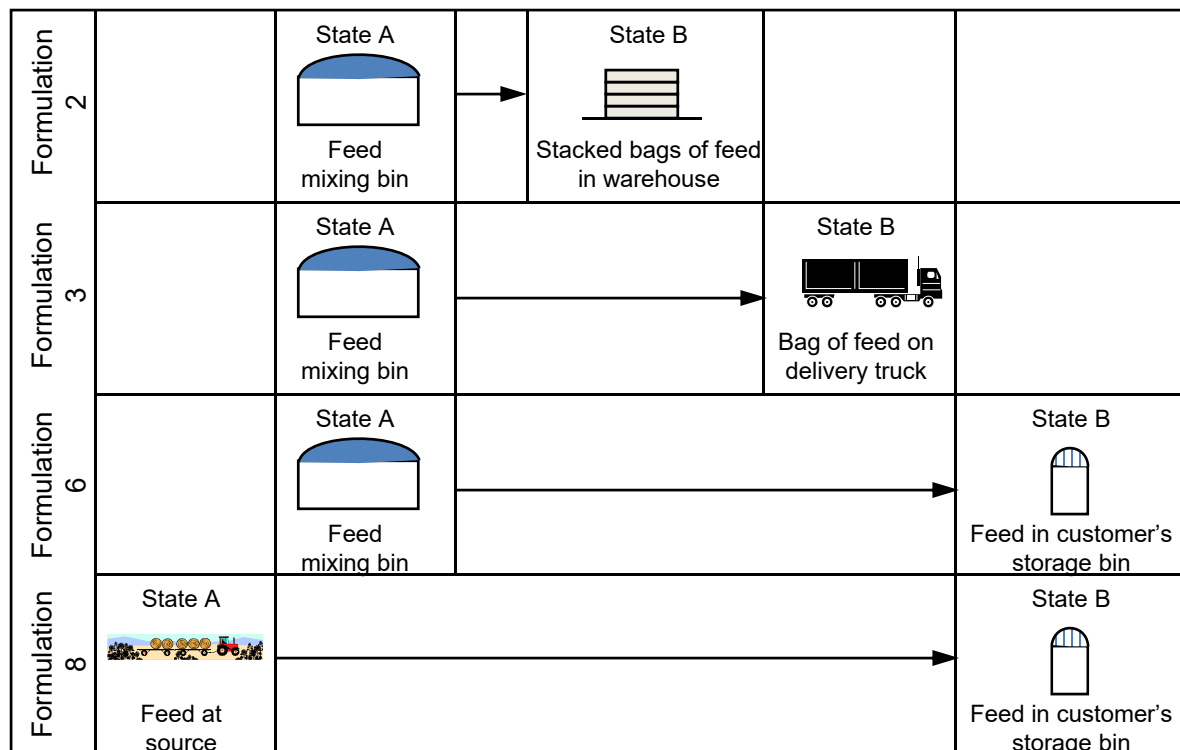 Formulation
2
State A
Feed
mixing bin
State B
Stacked bags of feed
in warehouse
Formulation
3
State A
Feed
mixing bin
State B
Bag of feed on
delivery truck
Formulation
6
State A
Feed
mixing bin
State B
Feed in customer’s
storage bin
Formulation
8
State A
Feed at
source
State B
Feed in customer’s
storage bin